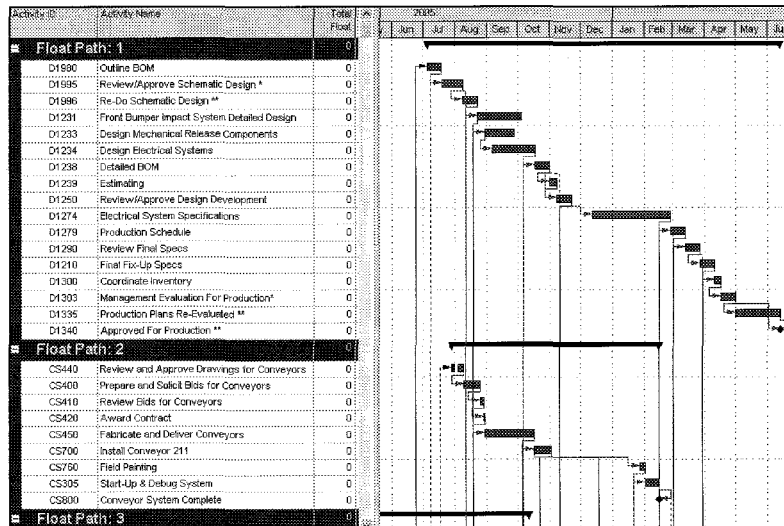 Activity ID Activity Name Total Float 2005
Jun Jul Aug Sep Oct Nov Dec Jan Feb Mar Apr May Ju
Float Path: 1 0
D1980 Outline BOM 0
D1995 Review/Approve Schematic Design * 0
D1996 Re-Do Schematic Design ** 0
D1231 Front Bumper Impact System Detailed Design 0
D1233 Design Mechanical Release Components 0
D1234 Design Electrical Systems 0
D1238 Detailed BOM 0
D1239 Estimating 0
D1250 Review/Approve Design Development 0
D1274 Electrical System Specifications 0
D1279 Production Schedule 0
D1290 Review Final Specs 0
D1210 Final Fix-Up Specs 0
D1300 Coordinate Inventory 0
D1303 Management Evaluation For Production* 0
D1335 Production Plans Re-Evaluated ** 0
D1340 Approved For Production ** 0
Float Path: 2 0
CS440 Review and Approve Drawings for Conveyors 0
CS400 Prepare and Solicit Bids for Conveyors 0
CS410 Review Bids for Conveyors 0
CS420 Award Contract 0
CS450 Fabricate and Deliver Conveyors 0
CS700 Install Conveyor 211 0
CS760 Field Painting 0
CS305 Start-Up & Debug System 0
CS800 Conveyor System Complete 0
Float Path: 3 0